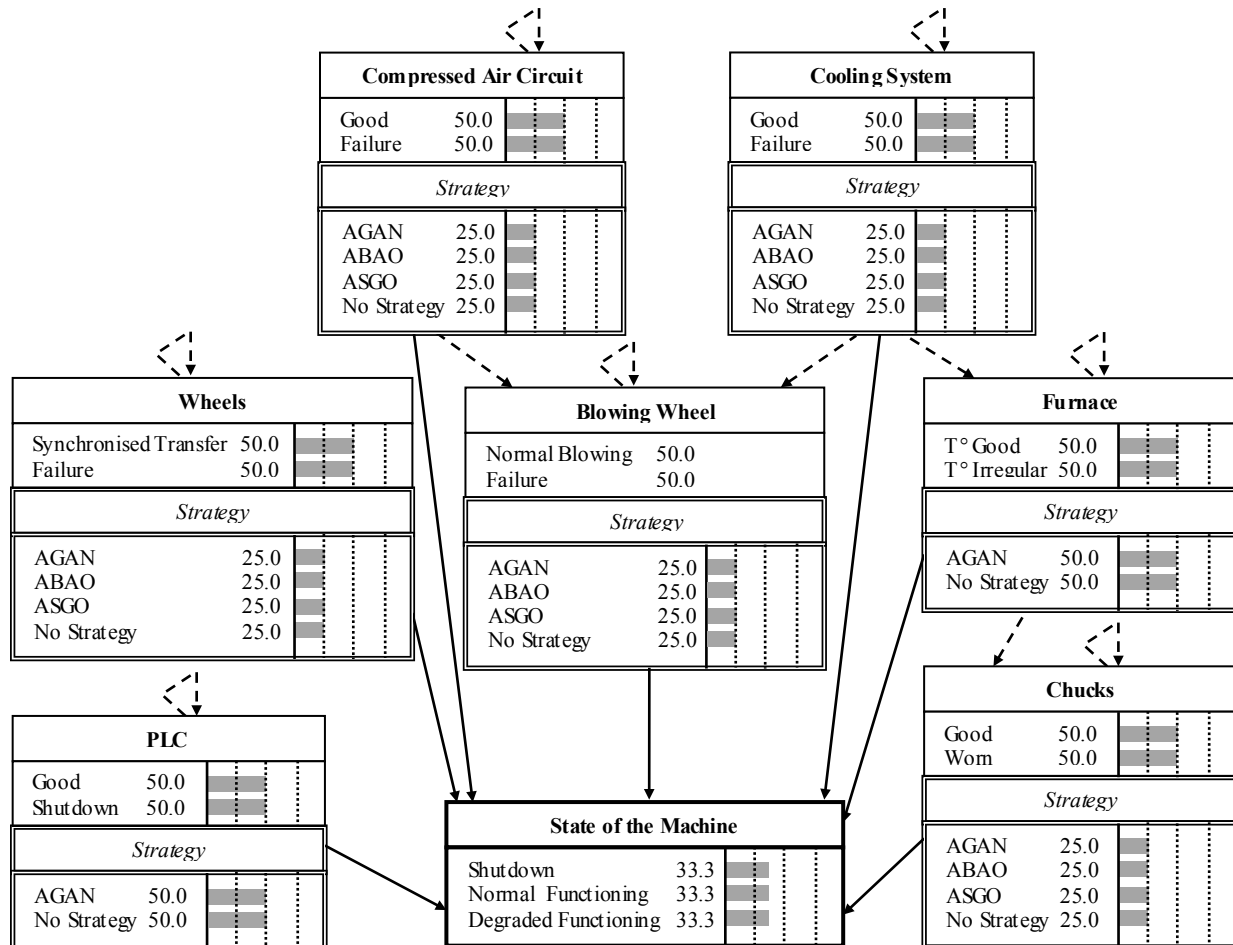 Compressed Air Circuit
Good 50.0
Failure 50.0
Strategy
AGAN 25.0
ABAO 25.0
ASGO 25.0
No Strategy 25.0
Cooling System
Good 50.0
Failure 50.0
Strategy
AGAN 25.0
ABAO 25.0
ASGO 25.0
No Strategy 25.0
Wheels
Synchronised Transfer 50.0
Failure 50.0
Strategy
AGAN 25.0
ABAO 25.0
ASGO 25.0
No Strategy 25.0
Blowing Wheel
Normal Blowing 50.0
Failure 50.0
Strategy
AGAN 25.0
ABAO 25.0
ASGO 25.0
No Strategy 25.0
Furnace
T° Good 50.0
T° Irregular 50.0
Strategy
AGAN 50.0
No Strategy 50.0
PLC
Good 50.0
Shutdown 50.0
Strategy
AGAN 50.0
No Strategy 50.0
State of the Machine
Shutdown 33.3
Normal Functioning 33.3
Degraded Functioning 33.3
Chucks
Good 50.0
Worn 50.0
Strategy
AGAN 25.0
ABAO 25.0
ASGO 25.0
No Strategy 25.0